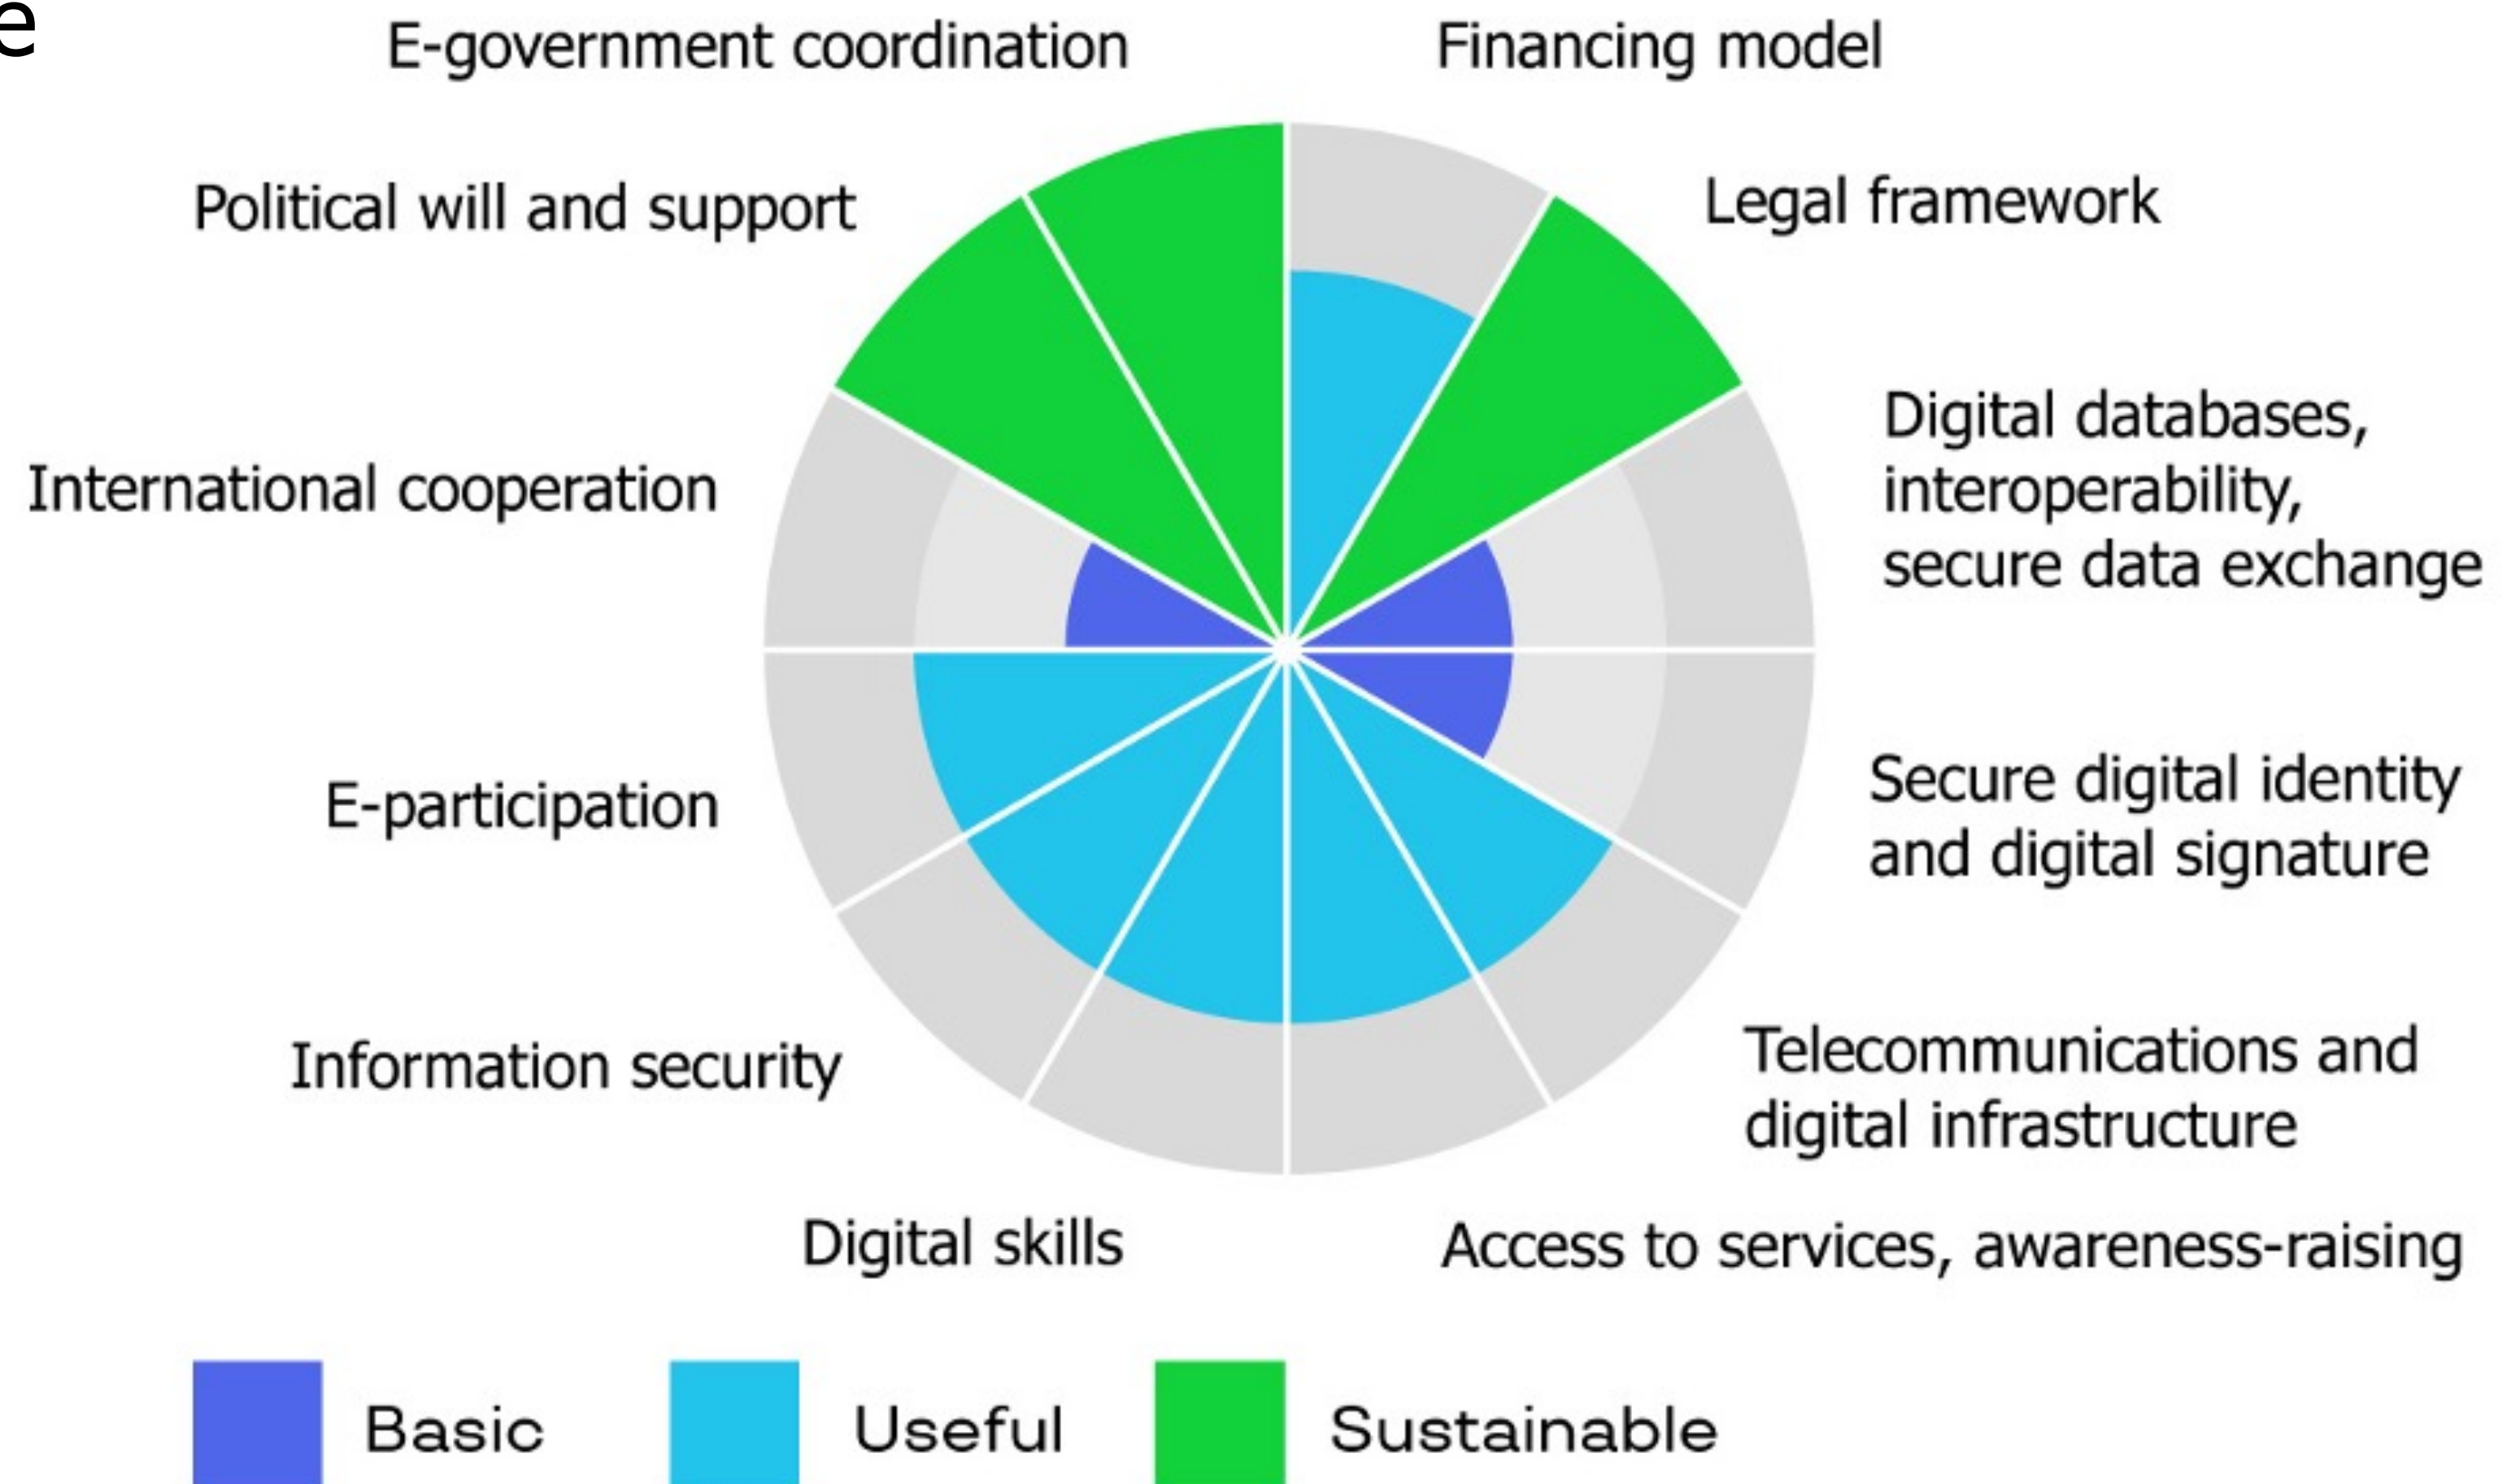 e
E-government coordination
Financing model
Political will and support
Legal framework
International cooperation
Digital databases,
interoperability,
secure data exchange
E-participation
Secure digital identity
and digital signature
Information security
Telecommunications and
digital infrastructure
Digital skills
Access to services, awareness-raising
Basic
Useful
Sustainable